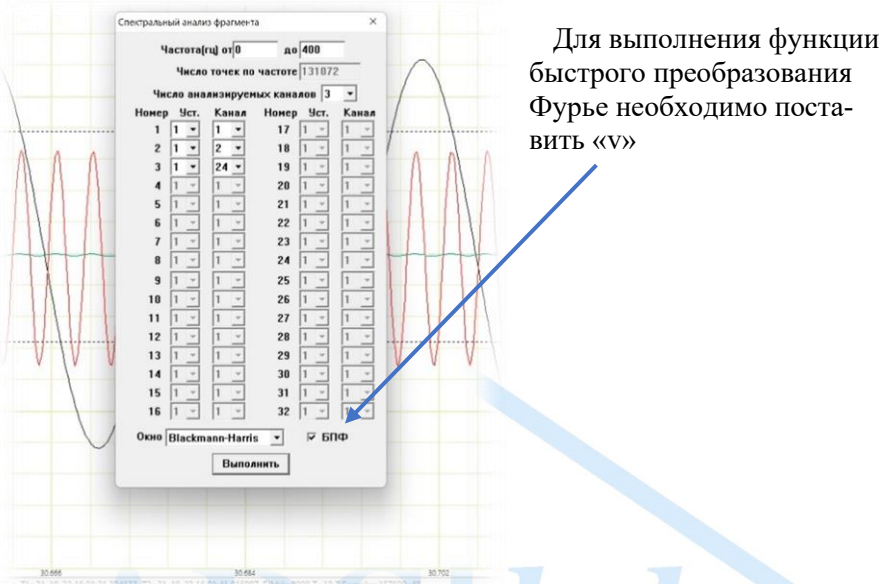 Спектральный анализ фрагмента ×
Частота(гц) от 0 до 400
Число точек по частоте 131072
Число анализируемых каналов 3
Номер Уст. Канал Номер Уст. Канал
1 1 1 17 1 1
2 1 2 18 1 1
3 1 24 19 1 1
4 1 1 20 1 1
5 1 1 21 1 1
6 1 1 22 1 1
7 1 1 23 1 1
8 1 1 24 1 1
9 1 1 25 1 1
10 1 1 26 1 1
11 1 1 27 1 1
12 1 1 28 1 1
13 1 1 29 1 1
14 1 1 30 1 1
15 1 1 31 1 1
16 1 1 32 1 1
Окно Blackmann-Harris БПФ
Выполнить
Для выполнения функции
быстрого преобразования
Фурье необходимо поста-
вить «v»
30.666 30.684 30.702